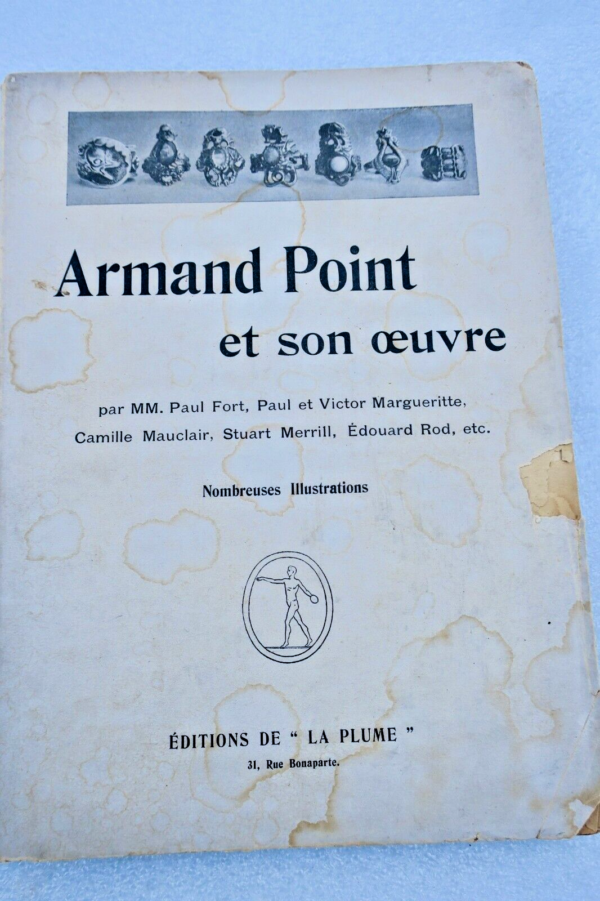 Armand Point
et son œuvre
par MM. Paul Fort, Paul et Victor Margueritte,
Camille Mauclair, Stuart Merrill, Édouard Rod, etc.
Nombreuses Illustrations
ÉDITIONS DE “ LA PLUME ”
31, Rue Bonaparte.